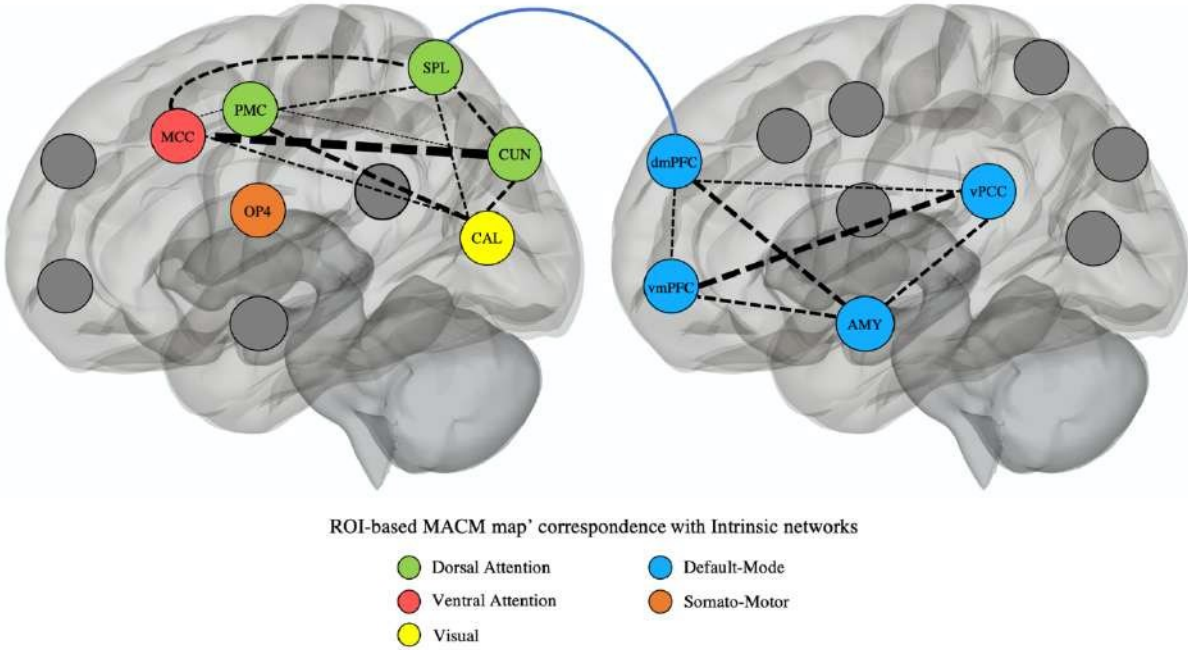 SPL
PMC
MCC
CUN
OP4
CAL
dmPFC
vPCC
vmPFC
AMY
ROI-based MACM map' correspondence with Intrinsic networks
Dorsal Attention
Default-Mode
Ventral Attention
Somato-Motor
Visual